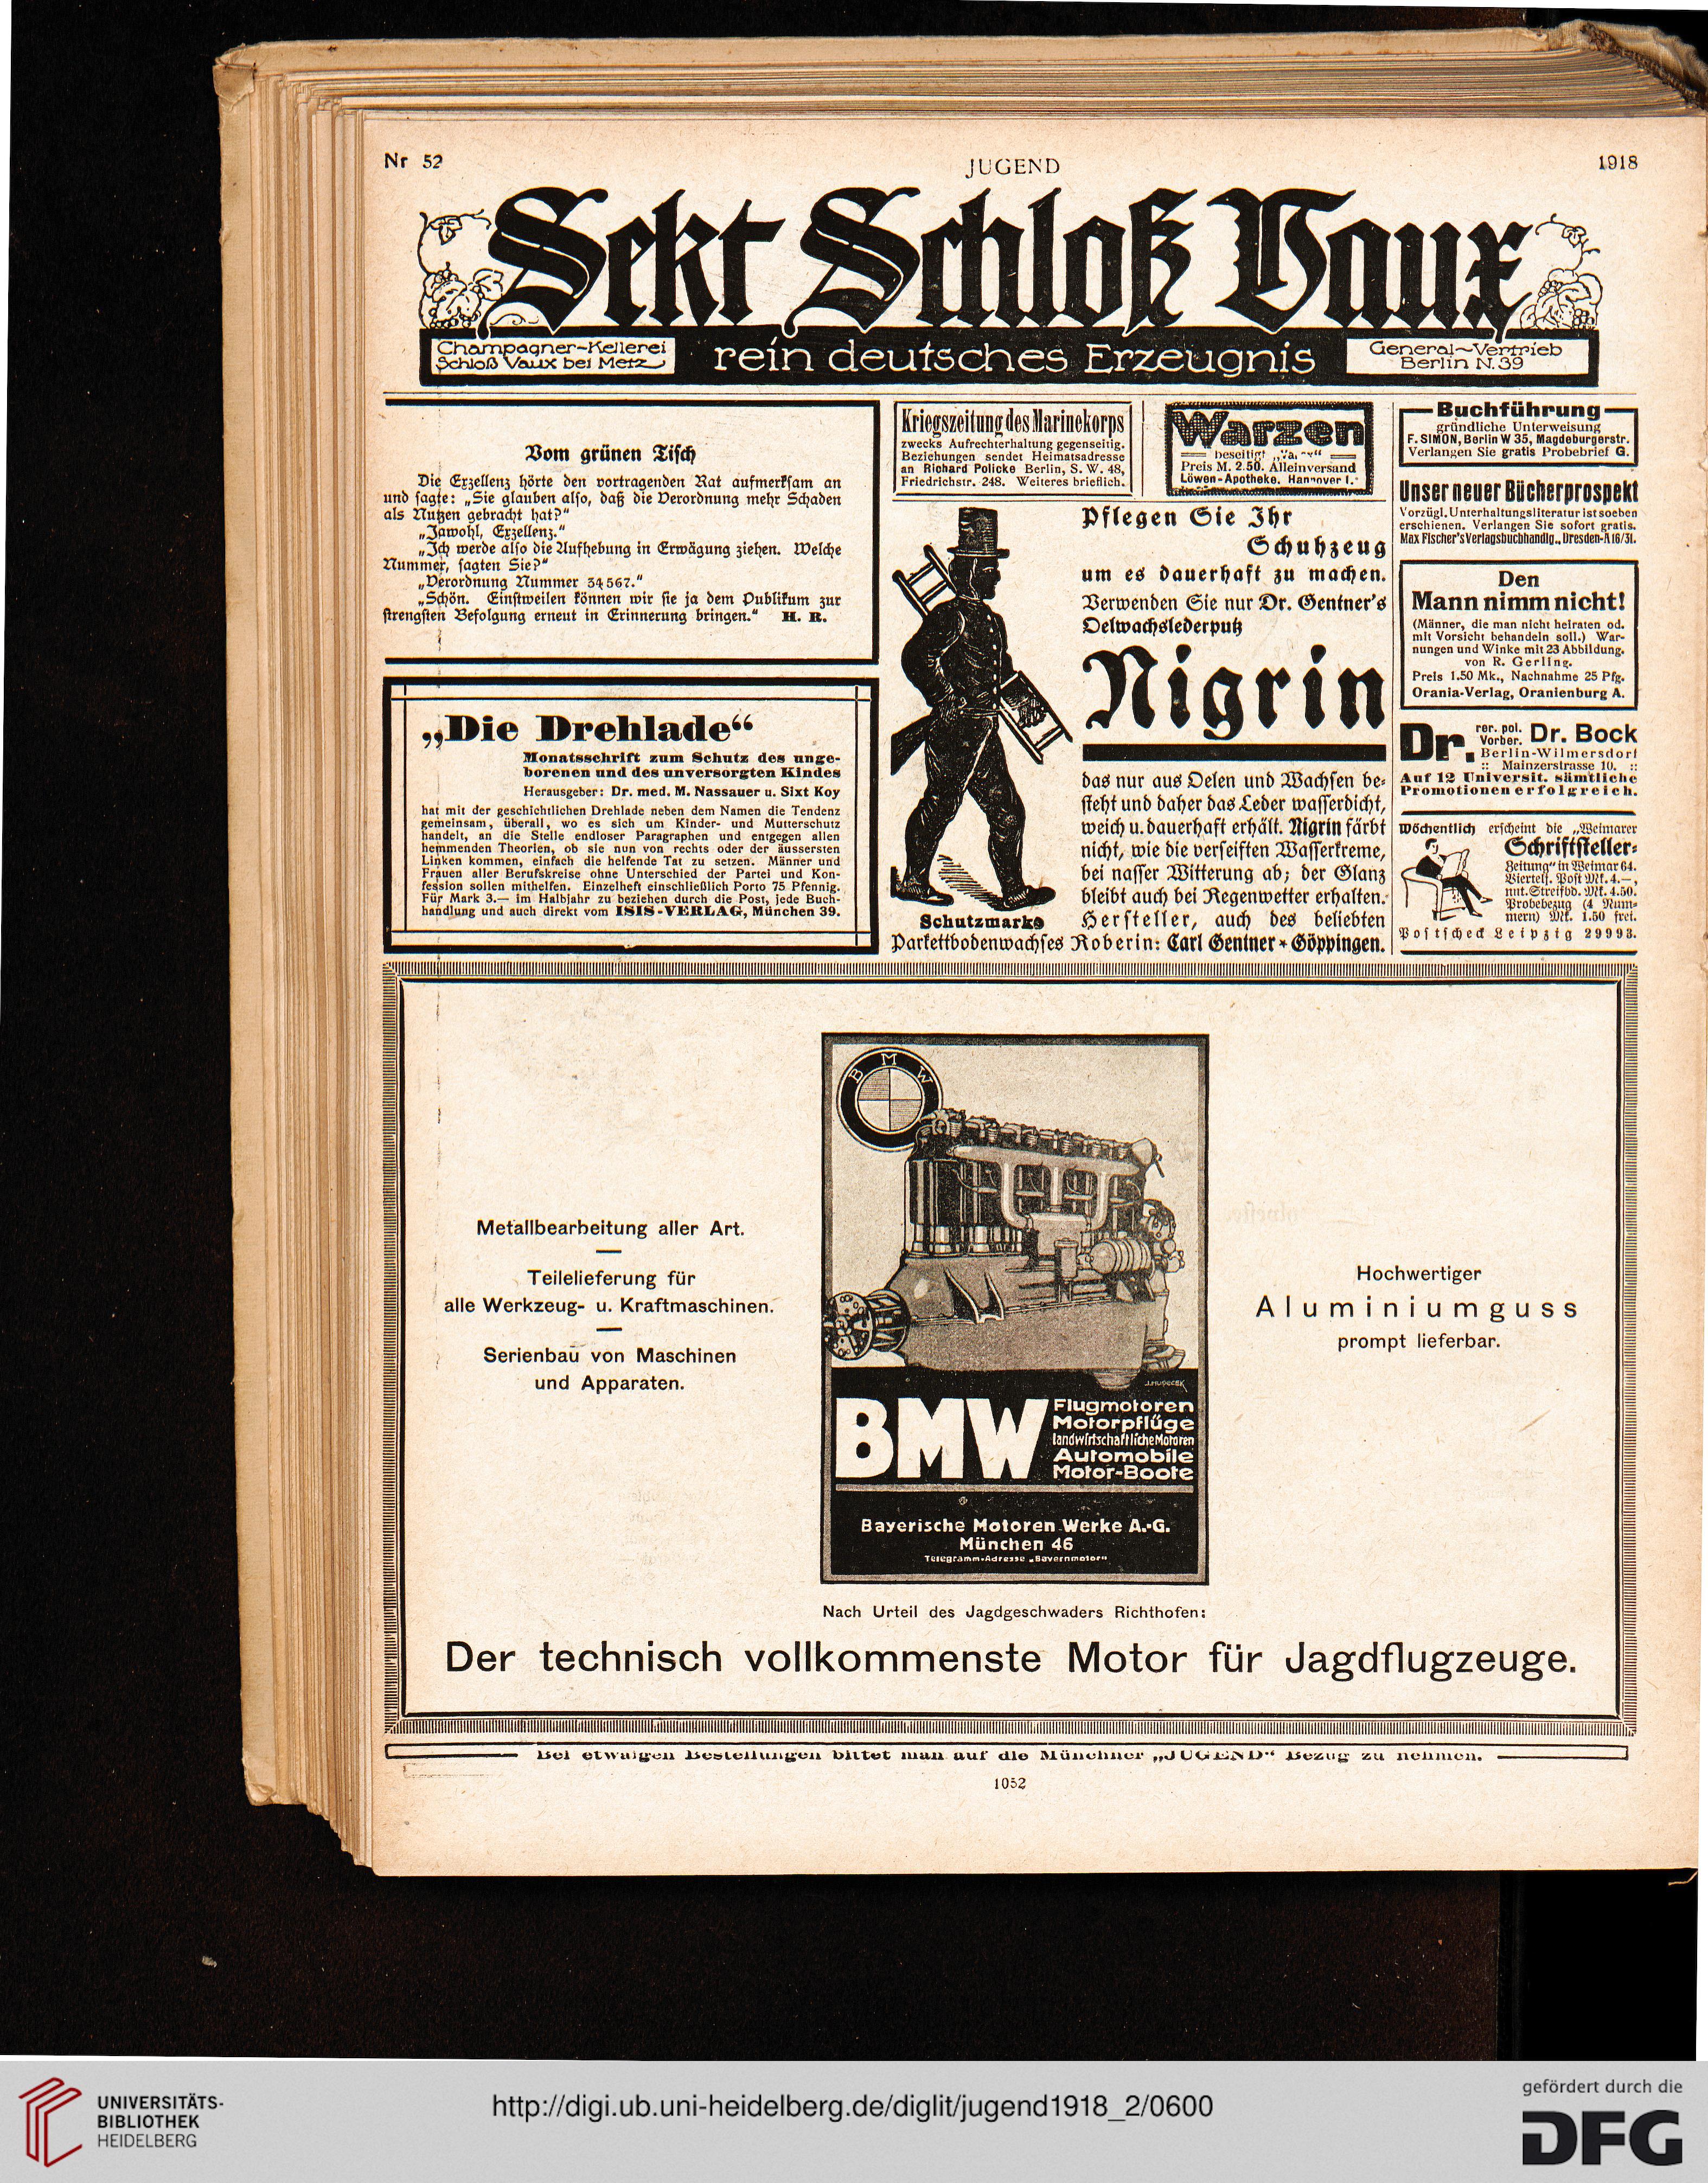 Nr 52
JUGEND
1918
Sekt Schloß Vaux
Champagner-Kellerei
Schloß Vaux bei Metz
rein deutsches Erzeugnis
General-Vertrieb
Berlin N.39
Vom grünen Tisch
Die Exzellenz hörte den vortragenden Rat aufmerksam an
und sagte: „Sie glauben also, daß die Verordnung mehr Schaden
als Nutzen gebracht hat?"
„Jawohl, Exzellenz."
„Ich werde also die Aufhebung in Erwägung ziehen. Welche
Nummer, sagten Sie?"
„Verordnung Nummer 34567."
„Schön. Einstweilen können wir sie ja dem Publikum zur
strengsten Befolgung erneut in Erinnerung bringen." H. R.
„Die Drehlade“
Monatsschrift zum Schutz des unge-
borenen und des unversorgten Kindes
Herausgeber: Dr. med. M. Nassauer u. Sixt Koy
hat mit der geschichtlichen Drehlade neben dem Namen die Tendenz
gemeinsam, überall, wo es sich um Kinder- und Mutterschutz
handelt, an die Stelle endloser Paragraphen und entgegen allen
hemmenden Theorien, ob sie nun von rechts oder der äussersten
Linken kommen, einfach die helfende Tat zu setzen. Männer und
Frauen aller Berufskreise ohne Unterschied der Partei und Kon-
fession sollen mithelfen. Einzelheft einschließlich Porto 75 Pfennig.
Für Mark 3.— im Halbjahr zu beziehen durch die Post, jede Buch-
handlung und auch direkt vom ISIS-VERLAG, München 39.
Kriegszeitung des Marinekorps
zwecks Aufrechterhaltung gegenseitig.
Beziehungen sendet Heimatsadresse
an Richard Policke Berlin, S. W. 48,
Friedrichstr. 248. Weiteres brieflich.
Warzen
beseitigt
Preis M. 2.50. Alleinversand
Löwen-Apotheke, Hannover I.
Pflegen Sie Ihr
Schuhzeug
um es dauerhaft zu machen.
Verwenden Sie nur Dr. Gentner's
Oelwachslederputz
Nigrin
das nur aus Oelen und Wachsen be-
steht und daher das Leder wasserdicht,
weich u. dauerhaft erhält. Nigrin färbt
nicht, wie die verseiften Wasserkreme,
bei nasser Witterung ab; der Glanz
bleibt auch bei Regenwetter erhalten.
Schutzmarke
Hersteller, auch des beliebten
Parkettbodenwachses Roberin: Carl Gentner * Göppingen.
Buchführung
gründliche Unterweisung
F. SIMON, Berlin W 35, Magdeburgerstr.
Verlangen Sie gratis Probebrief G.
Unser neuer Bücherprospekt
Vorzügl. Unterhaltungsliteratur ist soeben
erschienen. Verlangen Sie sofort gratis.
Max Fischer's Verlagsbuchhandlg., Dresden-A 16/31.
Den
Mann nimm nicht!
(Männer, die man nicht heiraten od.
mit Vorsicht behandeln soll.) War-
nungen und Winke mit 23 Abbildung.
von R. Gerling.
Preis 1.50 Mk., Nachnahme 25 Pfg.
Orania-Verlag, Oranienburg A.
Dr. rer. pol. Vorber. Dr. Bock
Berlin-Wilmersdorf
:: Mainzerstrasse 10. ::
Auf 12 Universit. sämtliche
Promotionen erfolgreich.
Wöchentlich erscheint die „Weimarer
Schriftsteller-
Zeitung" in Weimar 64.
Viertelj. Post Mk. 4.—,
unt. Streifbd. Mk. 4.50.
Probebezug (4 Num-
mern) Mk. 1.50 frei.
Postscheck Leipzig 29993.
Metallbearbeitung aller Art.
Teilelieferung für
alle Werkzeug- u. Kraftmaschinen.
Serienbau von Maschinen
und Apparaten.
BMW
J.MUSSCEK
BMW
Flugmotoren
Motorpflüge
landwirtschaftliche Motoren
Automobile
Motor-Boote
Bayerische Motoren Werke A.-G.
München 46
Telegramm-Adresse „Bayernmotor"
Hochwertiger
Aluminiumguss
prompt lieferbar.
Nach Urteil des Jagdgeschwaders Richthofen:
Der technisch vollkommenste Motor für Jagdflugzeuge.
Bei etwaigen Bestellungen bittet man auf die Münchner „JUGEND“ Bezug zu nehmen.
1052
UNIVERSITÄTS-
BIBLIOTHEK
HEIDELBERG
http://digi.ub.uni-heidelberg.de/diglit/jugend1918_2/0600
gefördert durch die
DFG